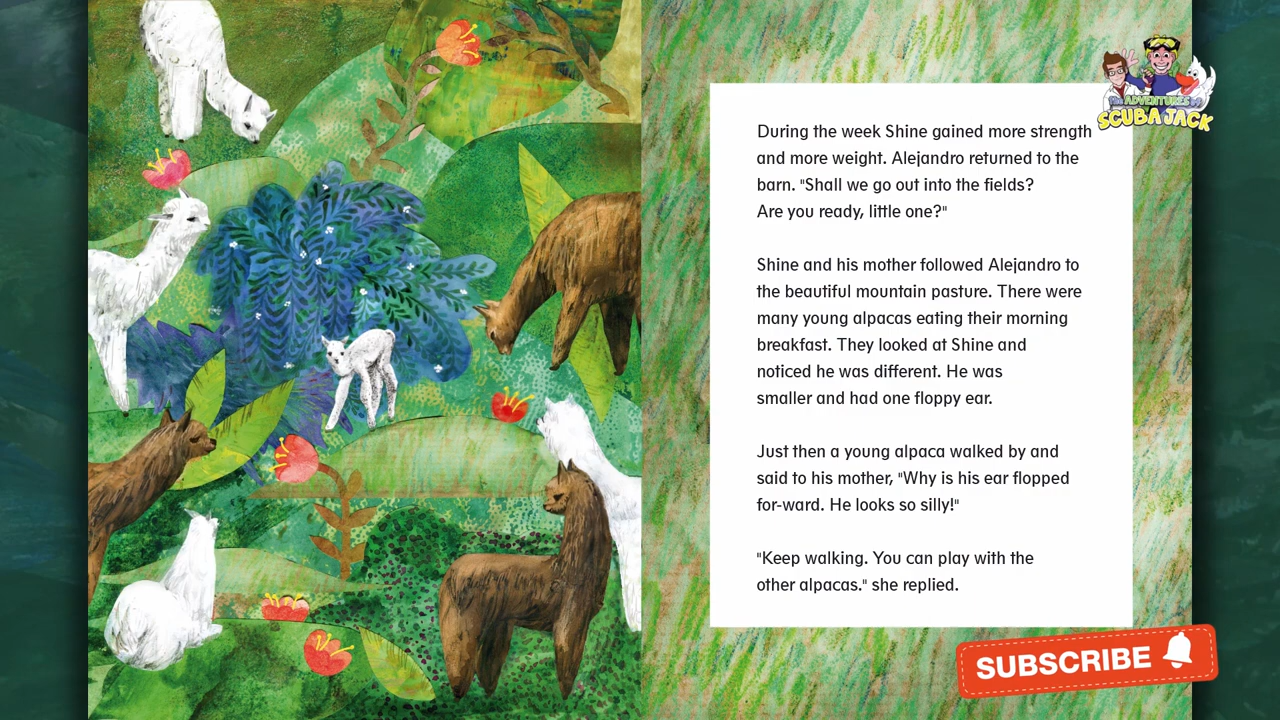 During the week Shine gained more strength
and more weight. Alejandro returned to the
barn. "Shall we go out into the fields?
Are you ready, little one?"
Shine and his mother followed Alejandro to
the beautiful mountain pasture. There were
many young alpacas eating their morning
breakfast. They looked at Shine and
noticed he was different. He was
smaller and had one floppy ear.
Just then a young alpaca walked by and
said to his mother, "Why is his ear flopped
for-ward. He looks so silly!"
"Keep walking. You can play with the
other alpacas." she replied.
The ADVENTURES of
SCUBA JACK
SUBSCRIBE